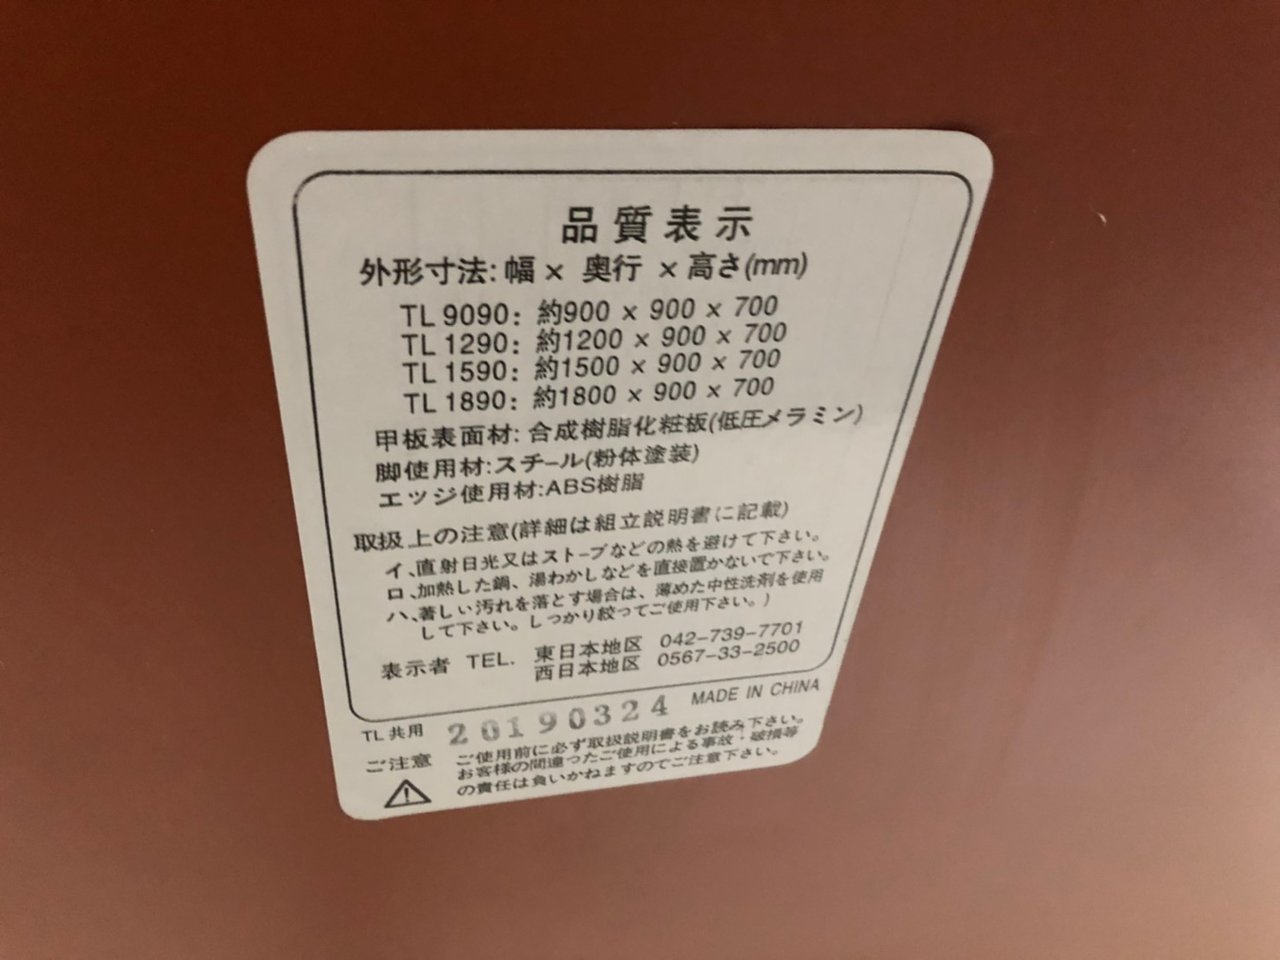 品質表示
外形寸法:幅× 奥行 ×高さ(mm)
TL 9090: 約900 × 900 × 700
TL 1290: 約1200 × 900 × 700
TL 1590: 約1500 × 900 × 700
TL 1890: 約1800 × 900 × 700
甲板表面材: 合成樹脂化粧板(低圧メラミン)
脚使用材:スチール(粉体塗装)
エッジ使用材:ABS樹脂
取扱上の注意(詳細は組立説明書に記載)
イ、直射日光又はストーブなどの熱を避けて下さい。
ロ、加熱した鍋、湯わかしなどを直接置かないで下さい。
ハ、著しい汚れを落とす場合は、薄めた中性洗剤を使用
して下さい。しつかり絞つてご使用下さい。)
表示者 TEL. 東日本地区 042-739-7701
西日本地区 0567-33-2500
TL共用 20190324 MADE IN CHINA
ご注意 ご使用前に必ず取扱説明書をお読み下さい。
お客様の間違つたご使用による事故・破損等
の責任は負いかねますのでご注意下さい。